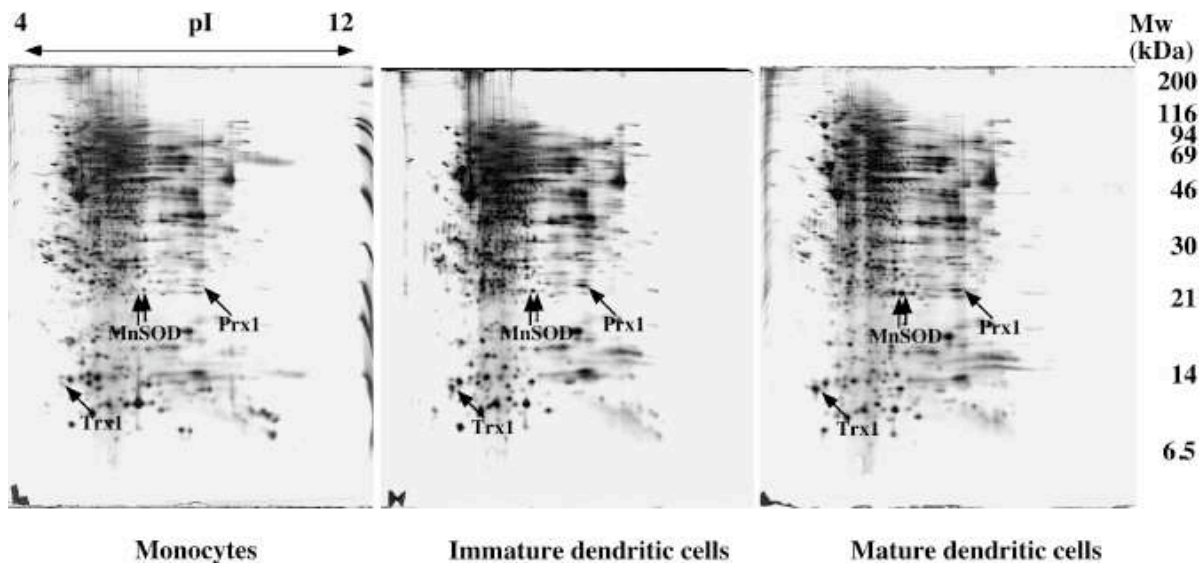 4 pI 12 Mw
(kDa)
200
116
94
69
46
30
21
14
6.5
MnSOD Prx1 Trx1
MnSOD Prx1 Trx1
MnSOD Prx1 Trx1
Monocytes Immature dendritic cells Mature dendritic cells